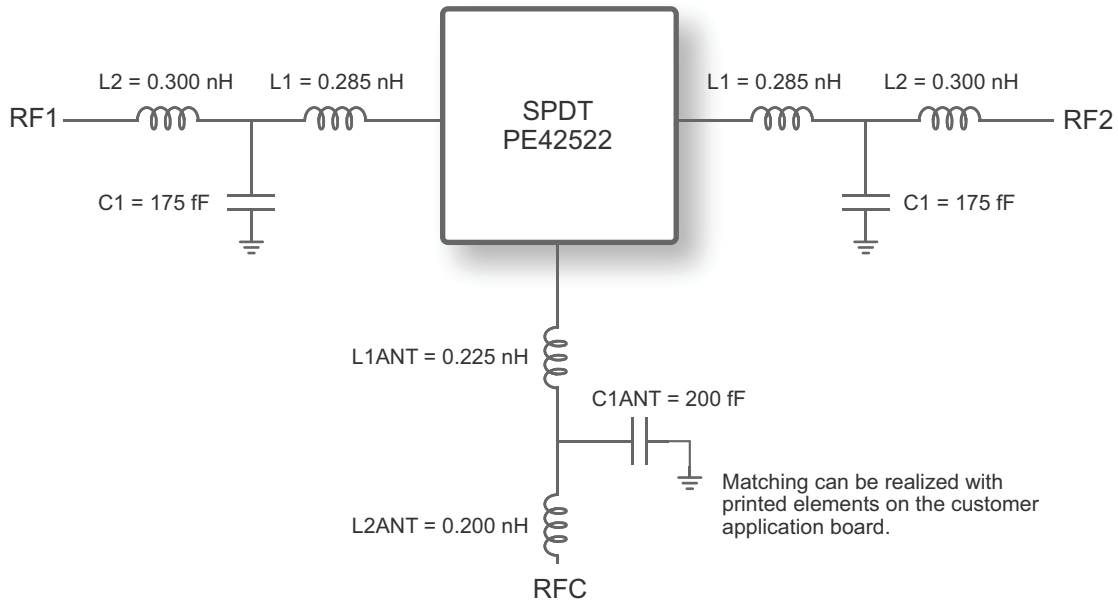 L2 = 0.300 nH
L1 = 0.285 nH
RF1
C1 = 175 fF
SPDT
PE42522
L1 = 0.285 nH
L2 = 0.300 nH
RF2
C1 = 175 fF
L1ANT = 0.225 nH
C1ANT = 200 fF
L2ANT = 0.200 nH
RFC
Matching can be realized with
printed elements on the customer
application board.